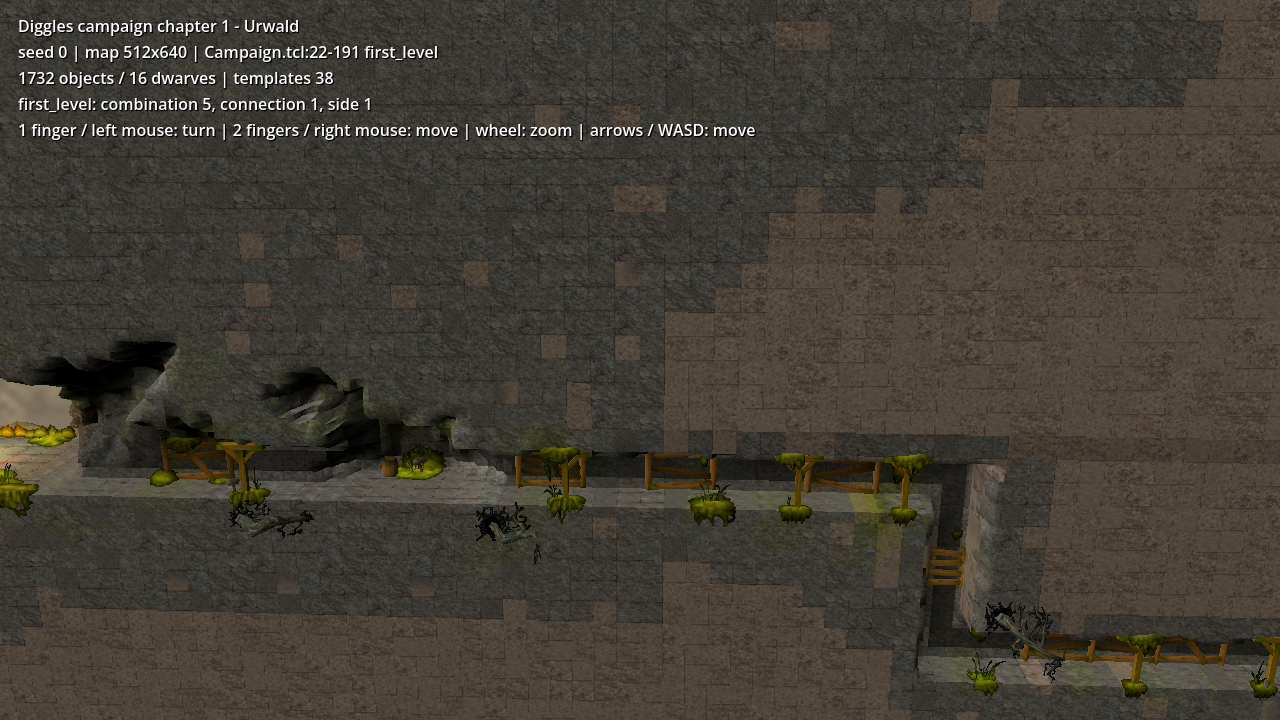 Diggles campaign chapter 1 - Urwald
seed 0 | map 512x640 | Campaign.tcl:22-191 first_level
1732 objects / 16 dwarves | templates 38
first_level: combination 5, connection 1, side 1
1 finger / left mouse: turn | 2 fingers / right mouse: move | wheel: zoom | arrows / WASD: move